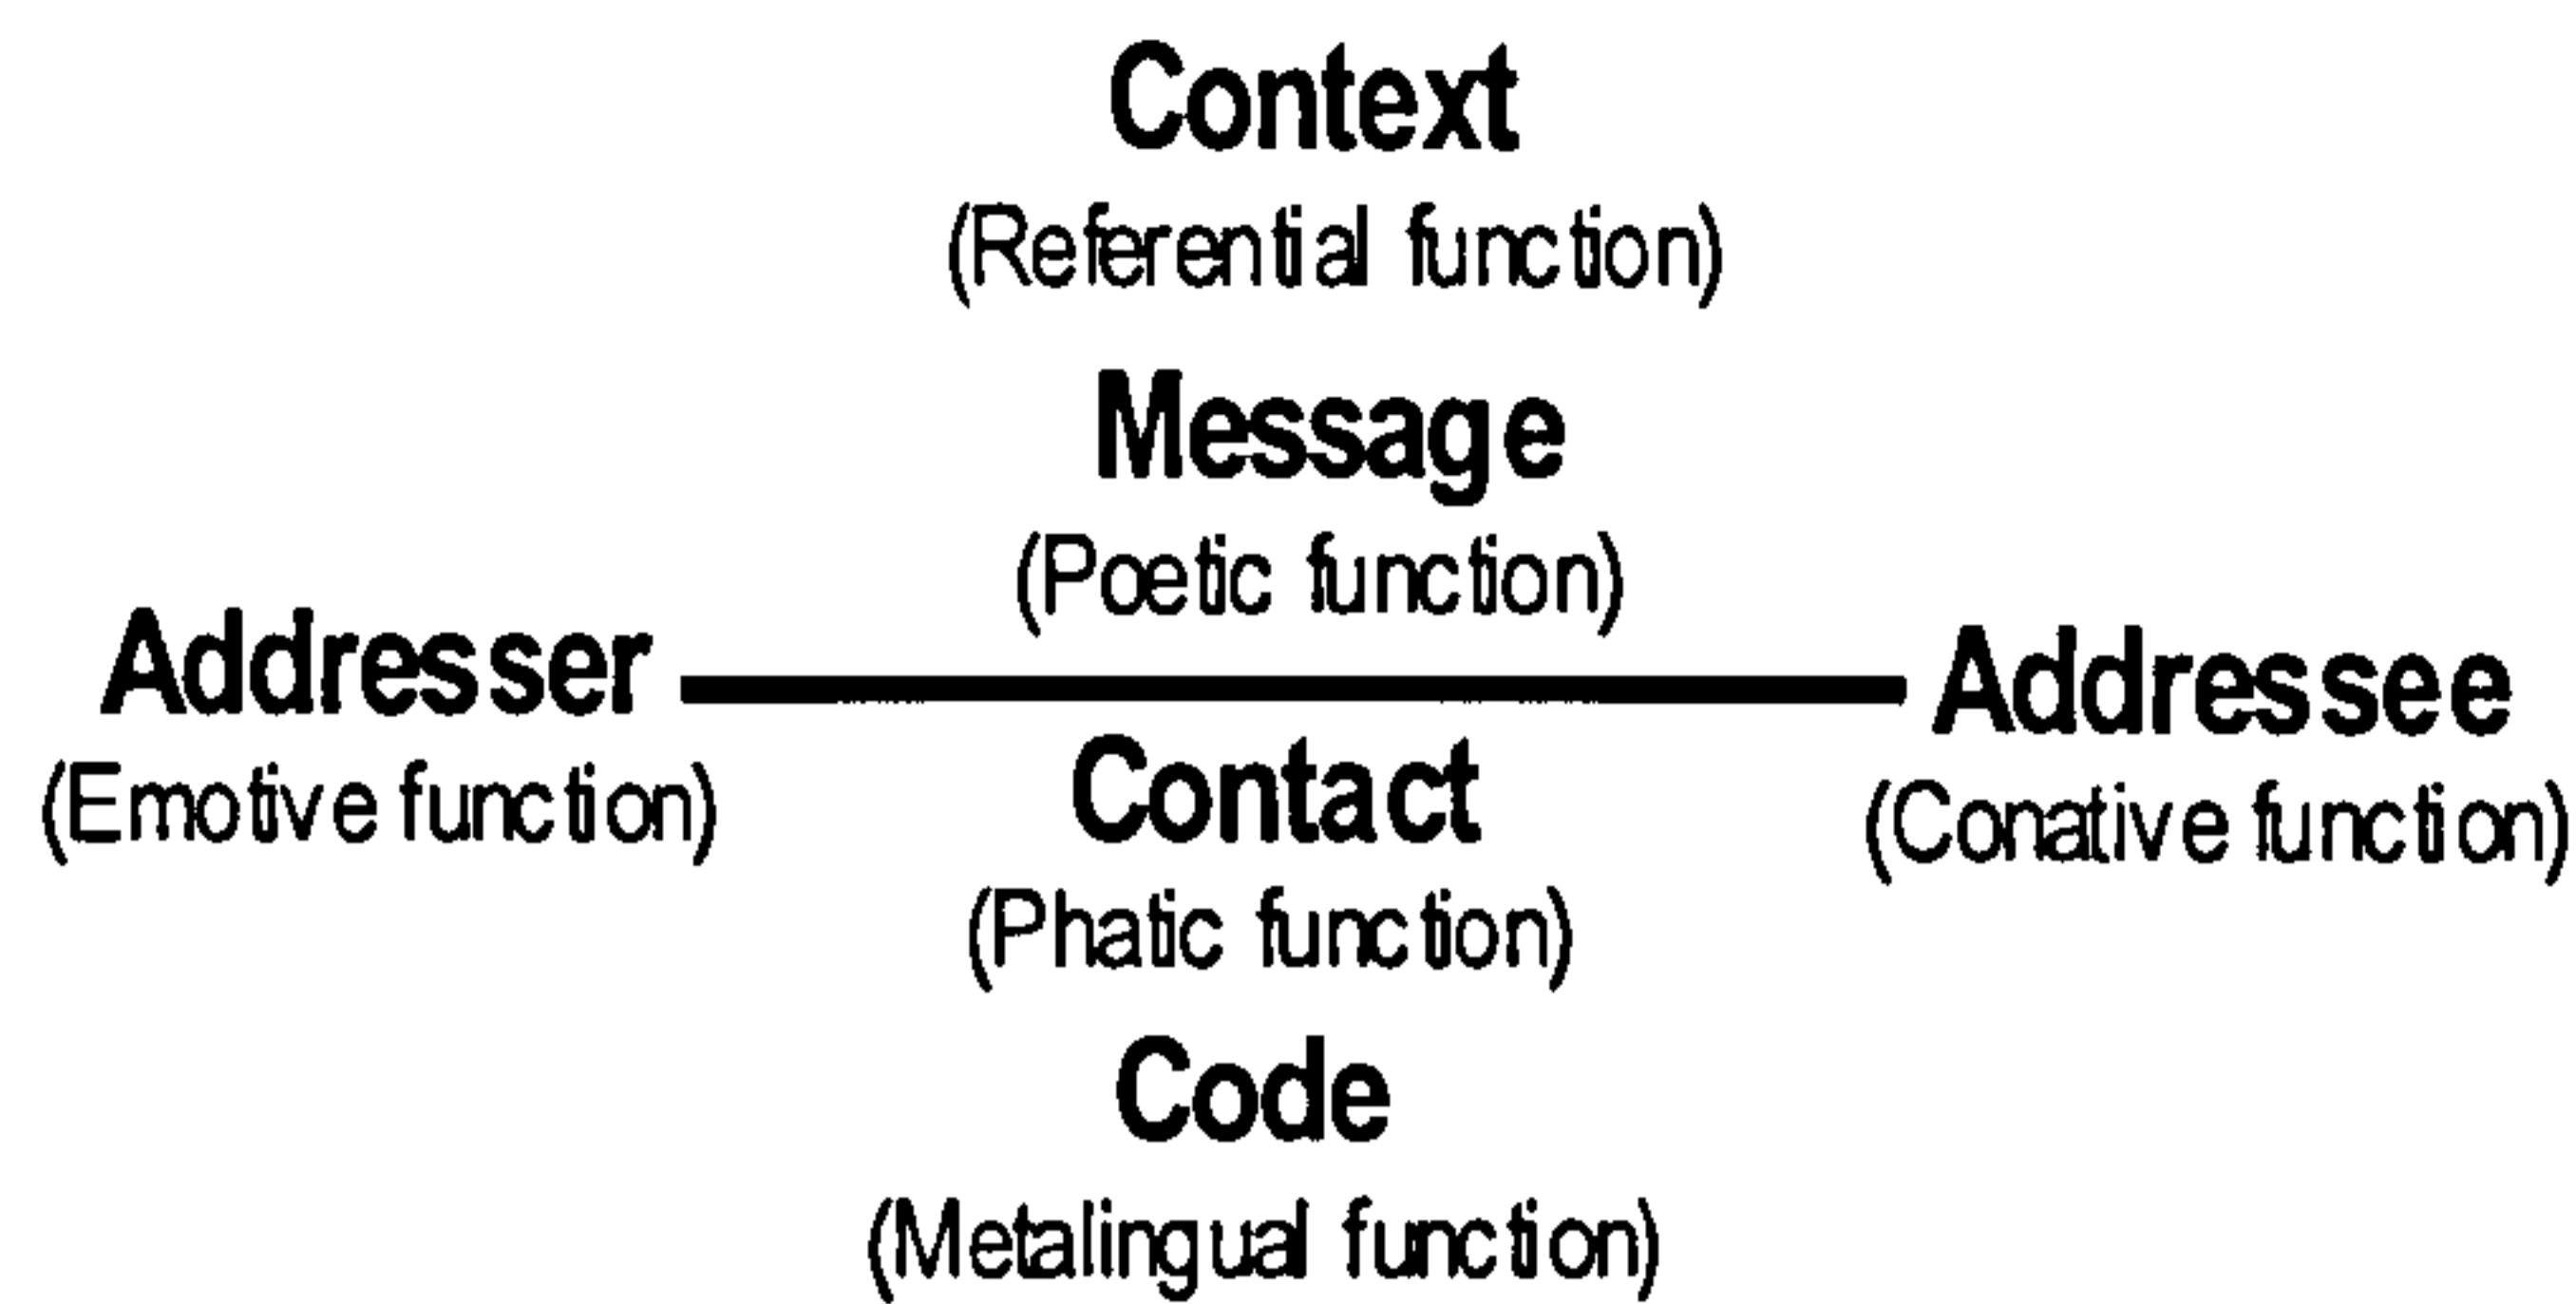 Context
(Referential function)
Message
(Poetic function)
Addresser
Addressee
(Emotive function)
Contact
(Conative function)
(Phatic function)
Code
(Metalingual function)